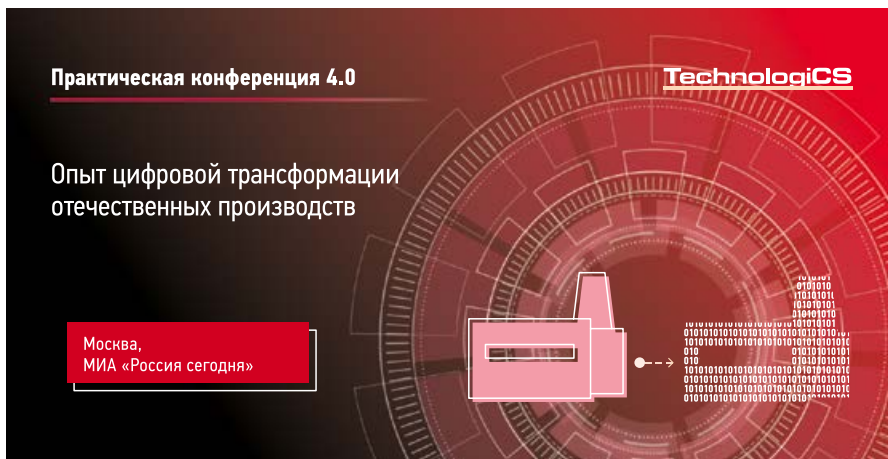 Практическая конференция 4.0
TechnologiCS
Опыт цифровой трансформации
отечественных производств
Москва,
МИА «Россия сегодня»